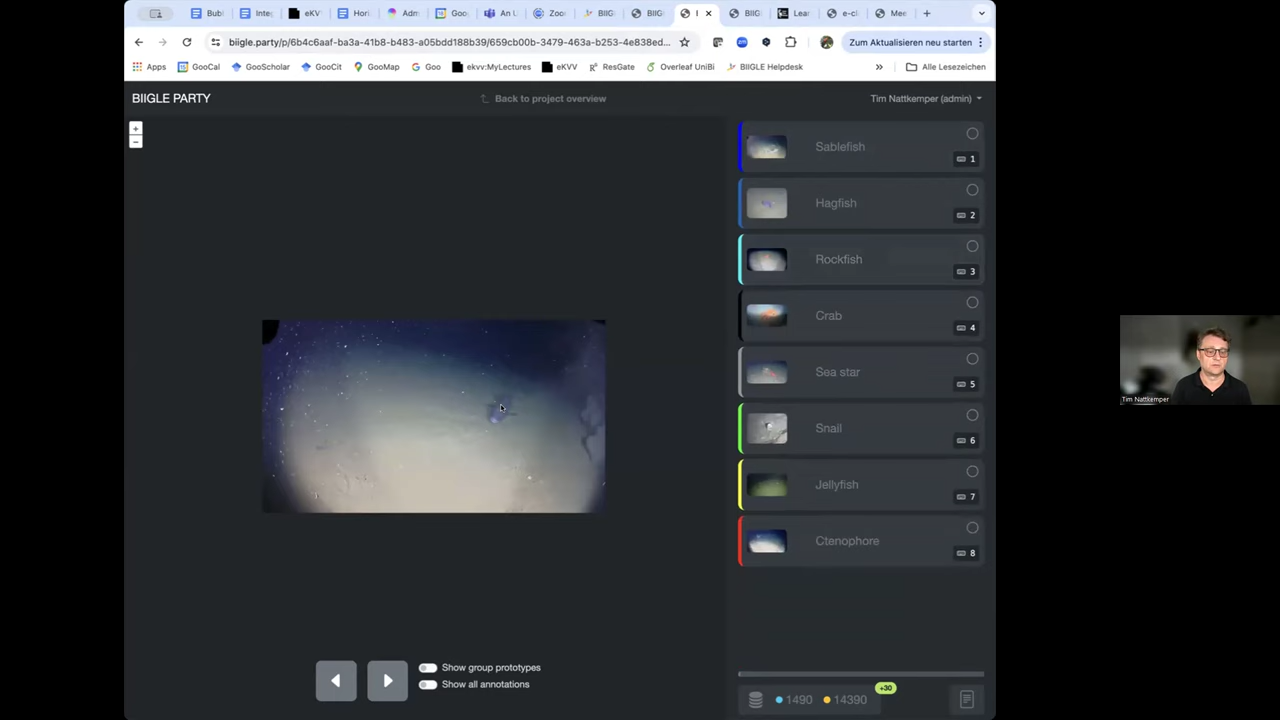 Bubl
Integ
eKV
Hori
Adm
Goo
An U
Zoo
BIIG
BIIG
I
BIIG
Lear
e-cl
Mee
biigle.party/p/6b4c6aaf-ba3a-41b8-b483-a05bdd188b39/659cb00b-3479-463a-b253-4e838ed...
Zum Aktualisieren neu starten
Apps
GooCal
GooScholar
GooCit
GooMap
Goo
ekvv:MyLectures
eKVV
ResGate
Overleaf UniBi
BIIGLE Helpdesk
»
Alle Lesezeichen
BIIGLE PARTY
Back to project overview
Tim Nattkemper (admin)
+
−
Sablefish
1
Hagfish
2
Rockfish
3
Crab
4
Sea star
5
Snail
6
Jellyfish
7
Ctenophore
8
Show group prototypes
Show all annotations
1490
14390
+30
Tim Nattkemper